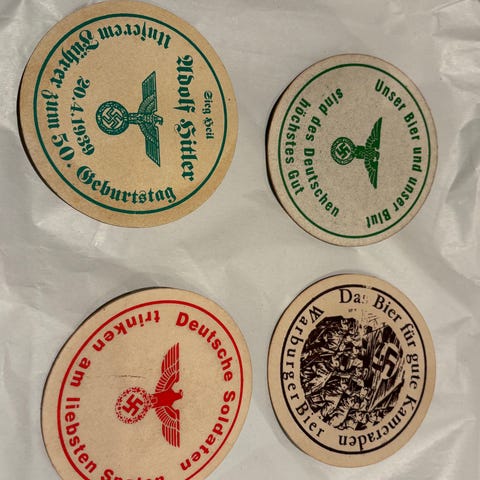 Unserem Führer zum 50. Geburtstag
Adolf Hitler
20.4.1939
Sieg Heil
Unser Bier und unser Blut
sind des Deutschen
höchstes Gut
Deutsche Soldaten
trinken am liebsten
Das Bier für gute Kameraden
Warburger Bier